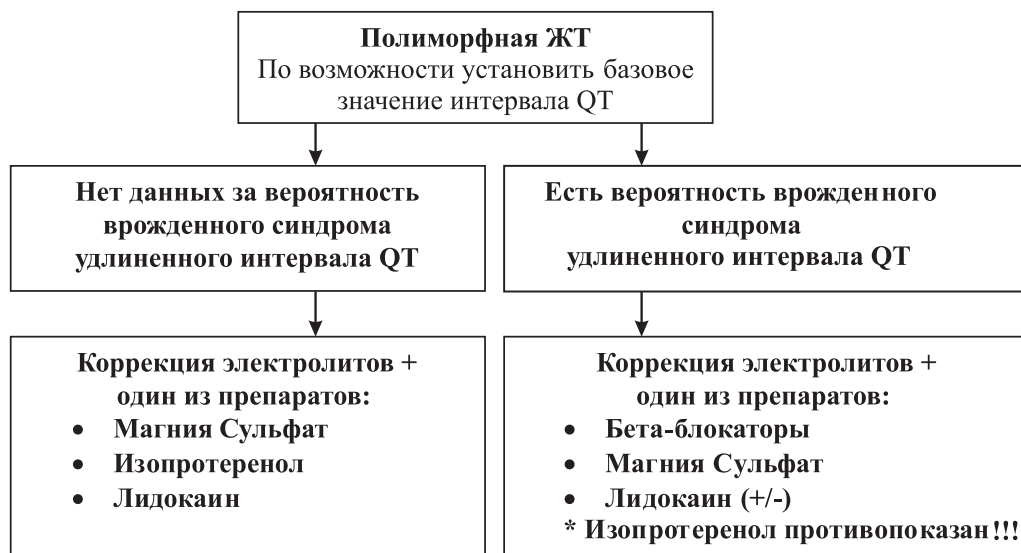 Полиморфная ЖТ
По возможности установить базовое
значение интервала QT
Нет данных за вероятность
врожденного синдрома
удлиненного интервала QT
Есть вероятность врожденного
синдрома
удлиненного интервала QT
Коррекция электролитов +
один из препаратов:
• Магния Сульфат
• Изопротеренол
• Лидокаин
Коррекция электролитов +
один из препаратов:
• Бета-блокаторы
• Магния Сульфат
• Лидокаин (+/-)
* Изопротеренол противопоказан!!!